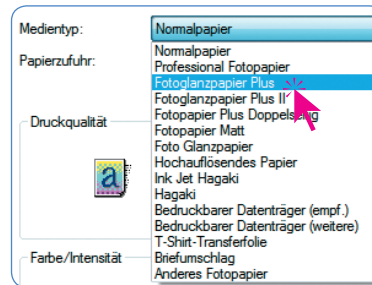 Medientyp: Normalpapier
Papierzufuhr: Normalpapier
Professional Fotopapier
Fotoglanzpapier Plus
Fotoglanzpapier Plus II
Druckqualität Fotopapier Plus Doppelseitig
Fotopapier Matt
Foto Glanzpapier
a Hochauflösendes Papier
Ink Jet Hagaki
Hagaki
Bedruckbarer Datenträger (empf.)
Bedruckbarer Datenträger (weitere)
T-Shirt-Transferfolie
Farbe/Intensität Briefumschlag
Anderes Fotopapier